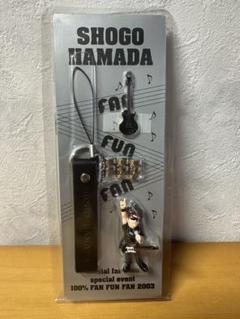 SHOGO
HAMADA
FAN
FUN
FAN
special event
100% FAN FUN FAN 2003